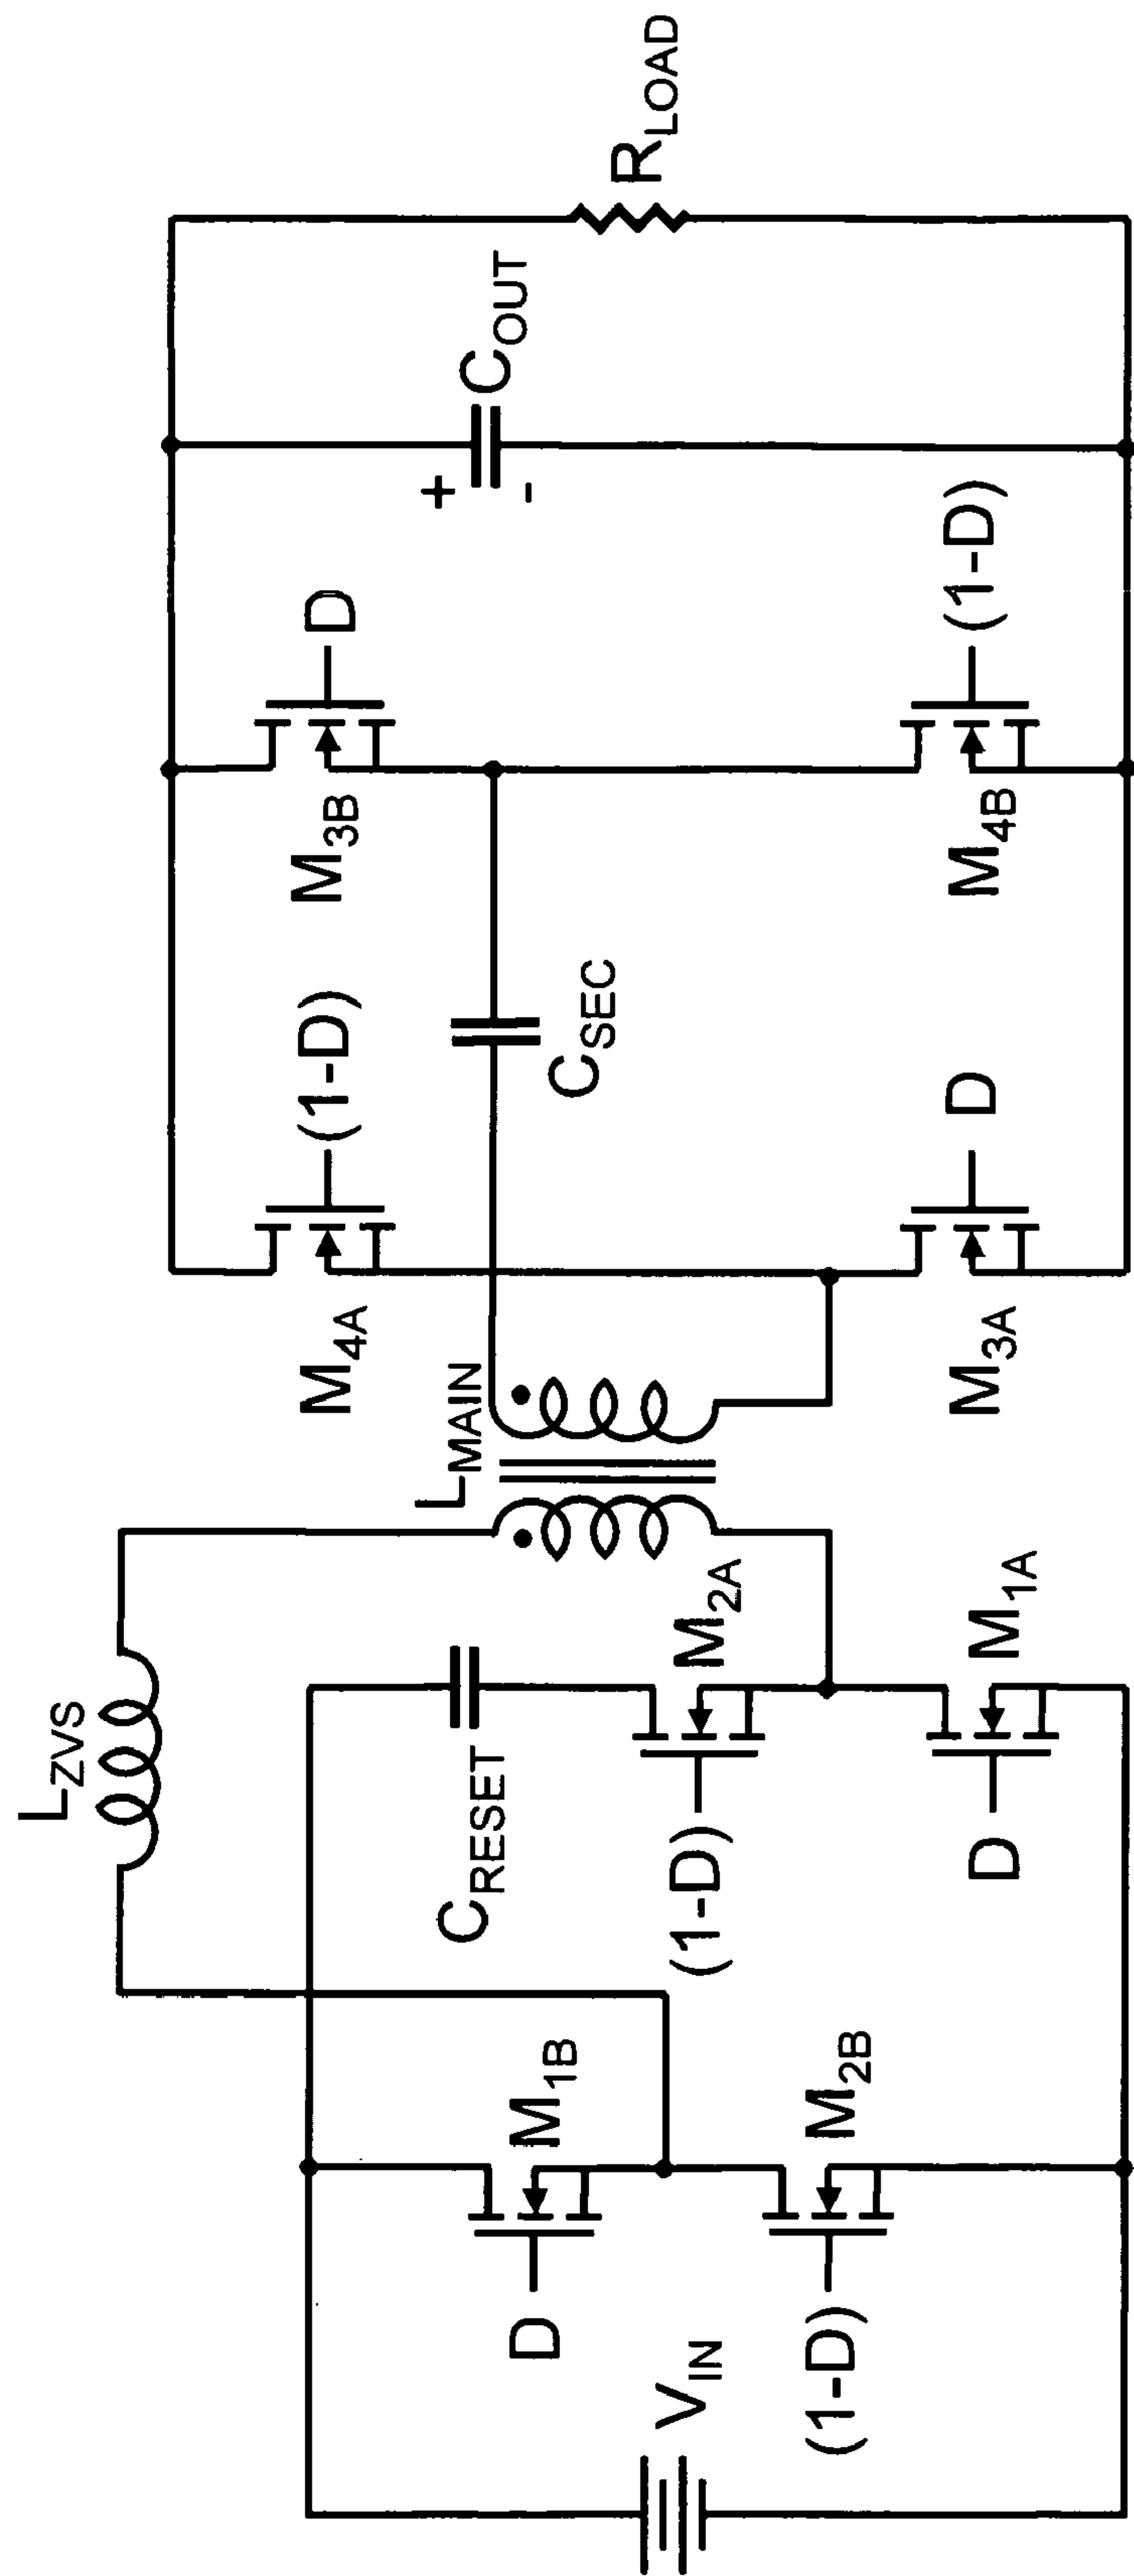 V_IN
D
M_1B
(1-D)
M_2B
L_ZVS
C_RESET
(1-D)
M_2A
D
M_1A
L_MAIN
M_4A
(1-D)
M_3A
D
C_SEC
M_3B
D
M_4B
(1-D)
+
-
C_OUT
R_LOAD